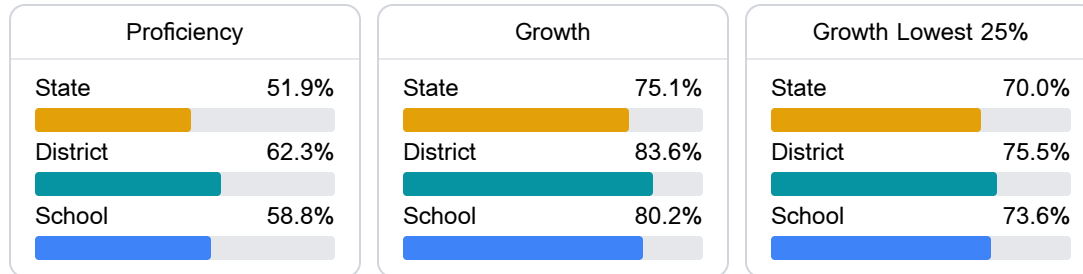 Proficiency
State 51.9%
District 62.3%
School 58.8%
Growth
State 75.1%
District 83.6%
School 80.2%
Growth Lowest 25%
State 70.0%
District 75.5%
School 73.6%